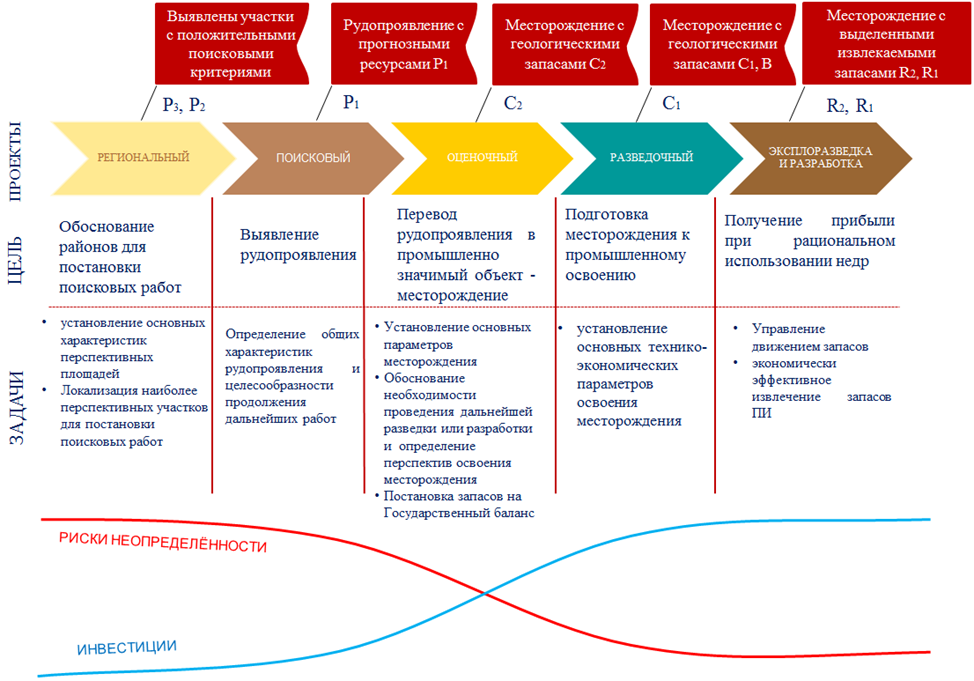 Выявлены участки
с положительными
поисковыми
критериями
Рудопроявление с
прогнозными
ресурсами P1
Месторождение с
геологическими
запасами C2
Месторождение с
геологическими
запасами C1, B
Месторождение с
выделенными
извлекаемыми
запасами R2, R1
P3, P2
P1
C2
C1
R2, R1
ПРОЕКТЫ
РЕГИОНАЛЬНЫЙ
ПОИСКОВЫЙ
ОЦЕНОЧНЫЙ
РАЗВЕДОЧНЫЙ
ЭКСПЛОРАЗВЕДКА
И РАЗРАБОТКА
ЦЕЛЬ
Обоснование
районов для
постановки
поисковых работ
Выявление
рудопроявления
Перевод
рудопроявления в
промышленно
значимый объект -
месторождение
Подготовка
месторождения к
промышленному
освоению
Получение прибыли
при рациональном
использовании недр
ЗАДАЧИ
• установление основных
характеристик
перспективных
площадей
• Локализация наиболее
перспективных участков
для постановки
поисковых работ
Определение общих
характеристик
рудопроявления и
целесообразности
продолжения
дальнейших работ
• Установление основных
параметров
месторождения
• Обоснование
необходимости
проведения дальнейшей
разведки или разработки
и определение
перспектив освоения
месторождения
• Постановка запасов на
Государственный баланс
• установление
основных технико-
экономических
параметров
освоения
месторождения
• Управление
движением запасов
• экономически
эффективное
извлечение запасов
ПИ
РИСКИ НЕОПРЕДЕЛЁННОСТИ
ИНВЕСТИЦИИ